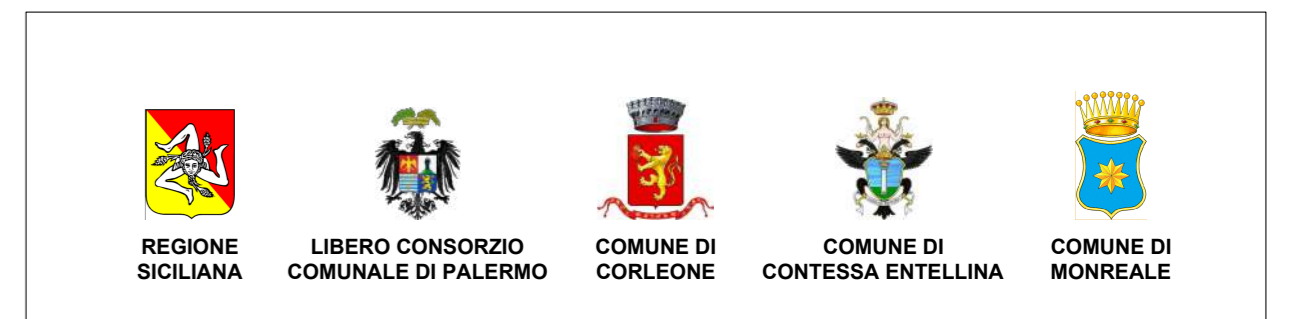 REGIONE
SICILIANA
LIBERO CONSORZIO
COMUNALE DI PALERMO
COMUNE DI
CORLEONE
COMUNE DI
CONTESSA ENTELLINA
COMUNE DI
MONREALE